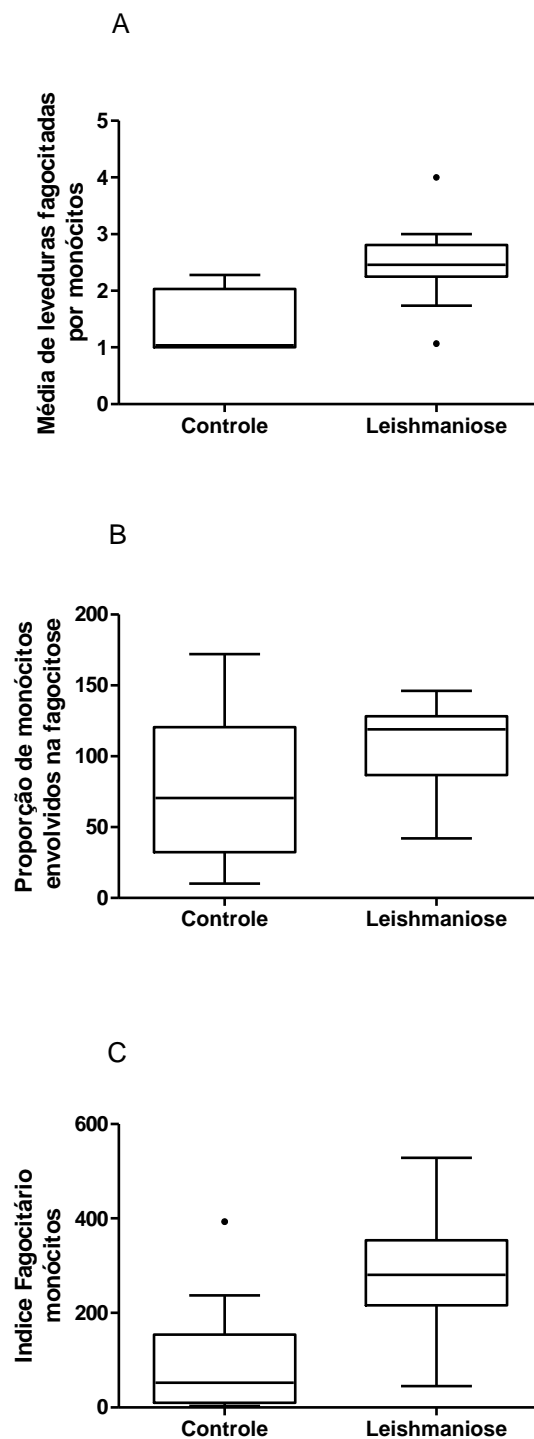 A
Média de leveduras fagocitadas
por monócitos
5
4
3
2
1
0
Controle
Leishmaniose
B
Proporção de monócitos
envolvidos na fagocitose
200
150
100
50
0
Controle
Leishmaniose
C
Indice Fagocitário
monócitos
600
400
200
0
Controle
Leishmaniose